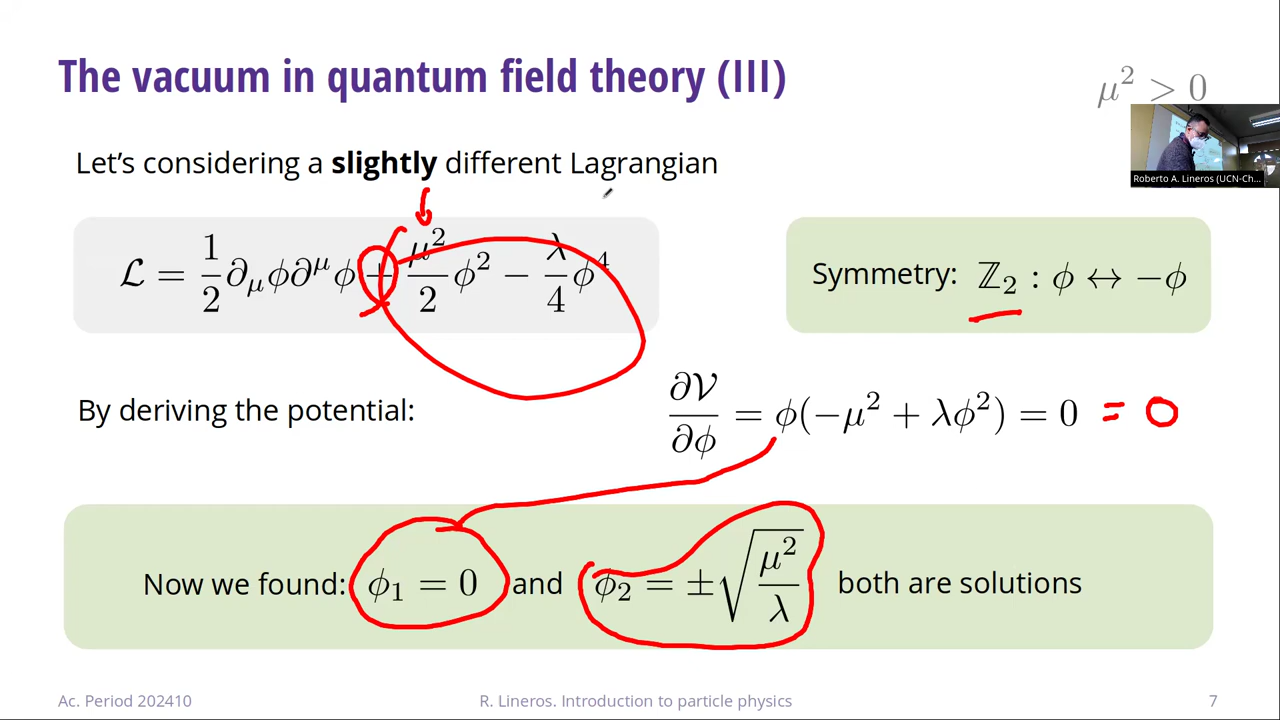 The vacuum in quantum field theory (III)
μ² > 0
Roberto A. Lineros (UCN-Ch...
Let's considering a slightly different Lagrangian
ℒ = 1/2 ∂_μϕ∂^μϕ + μ²/2 ϕ² − λ/4 ϕ⁴
Symmetry: ℤ₂ : ϕ ↔ −ϕ
By deriving the potential:
∂𝒱/∂ϕ = ϕ(−μ² + λϕ²) = 0 = 0
Now we found: ϕ₁ = 0 and ϕ₂ = ±√(μ²/λ) both are solutions
Ac. Period 202410
R. Lineros. Introduction to particle physics
7